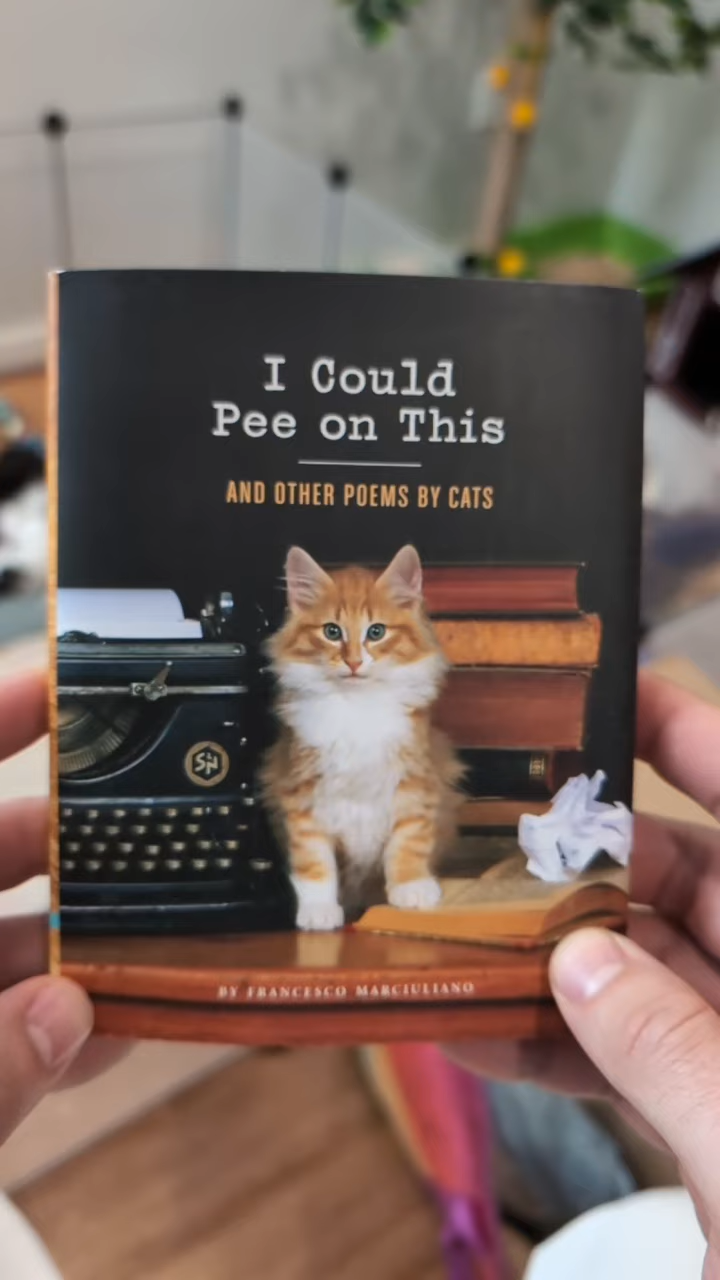 I Could
Pee on This
AND OTHER POEMS BY CATS
BY FRANCESCO MARCIULIANO